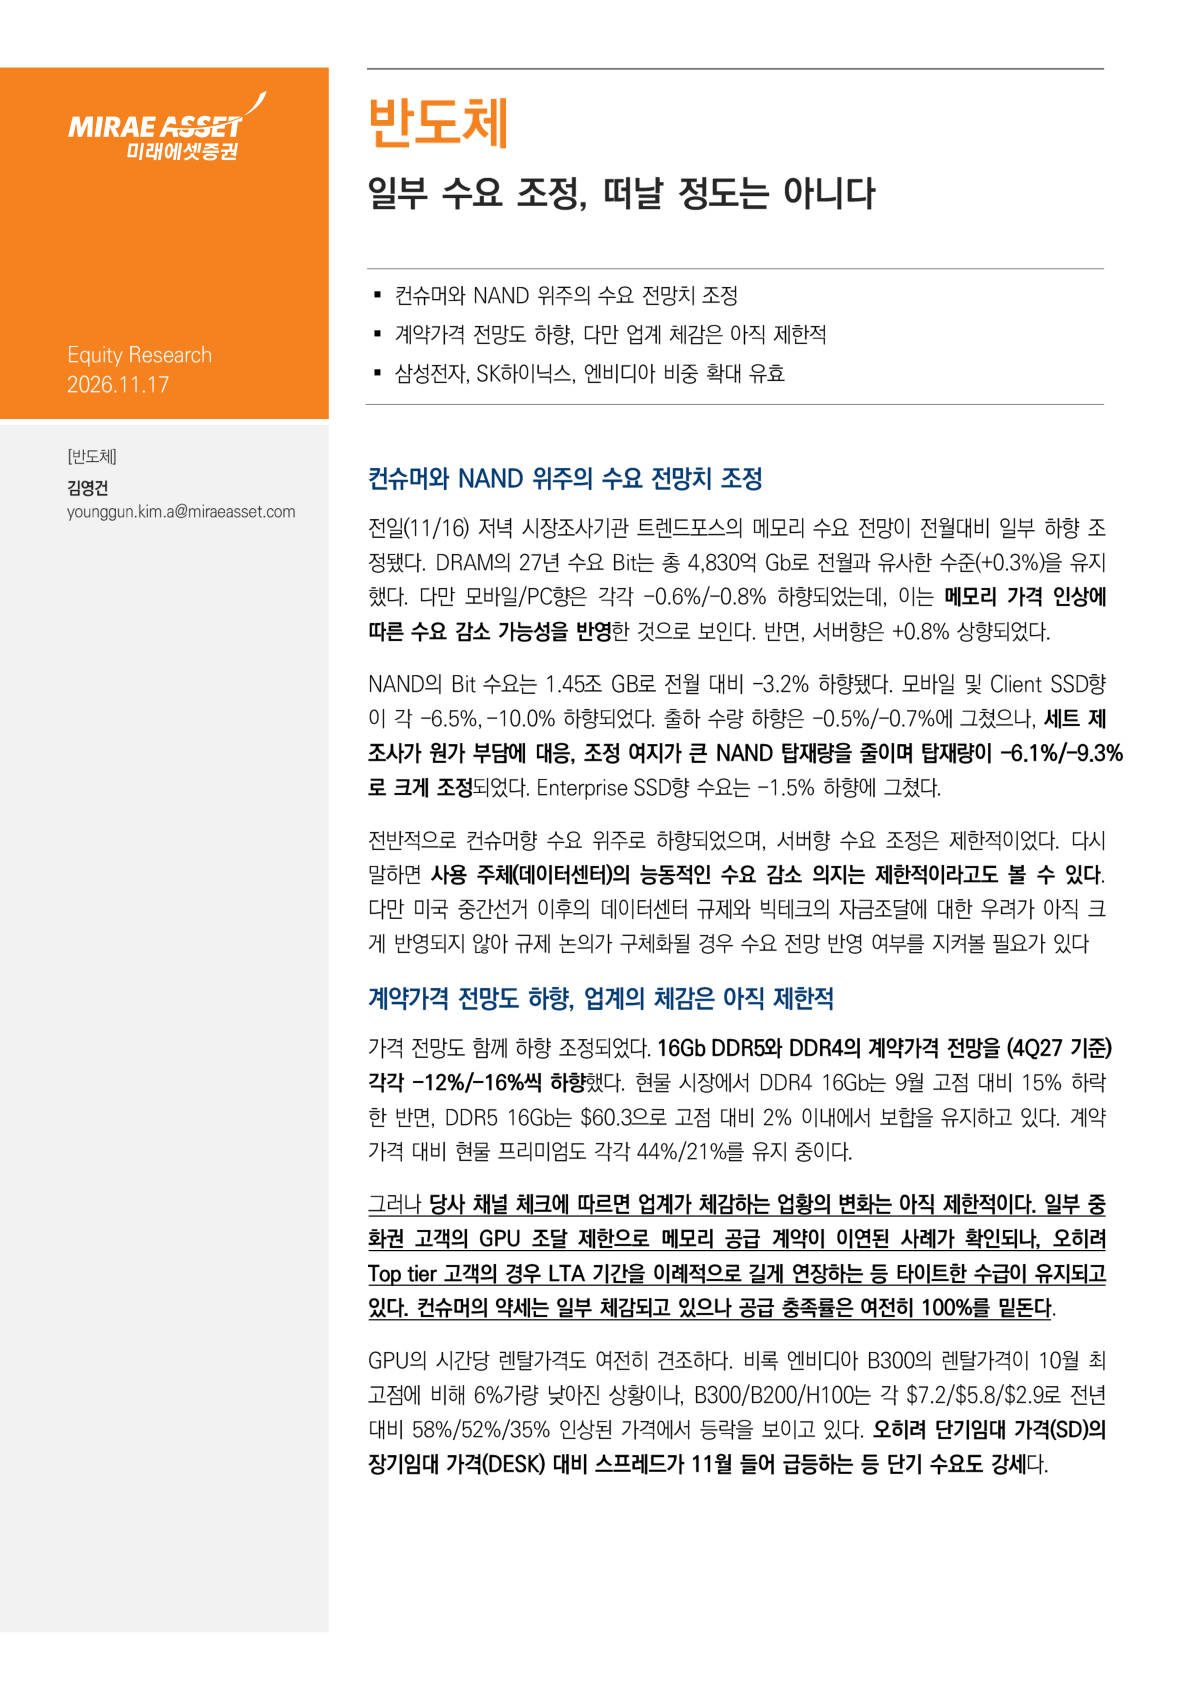 MIRAE ASSET
미래에셋증권
Equity Research
2026.11.17
[반도체]
김영건
younggun.kim.a@miraeasset.com
반도체
일부 수요 조정, 떠날 정도는 아니다
▪ 컨슈머와 NAND 위주의 수요 전망치 조정
▪ 계약가격 전망도 하향, 다만 업계 체감은 아직 제한적
▪ 삼성전자, SK하이닉스, 엔비디아 비중 확대 유효
컨슈머와 NAND 위주의 수요 전망치 조정
전일(11/16) 저녁 시장조사기관 트렌드포스의 메모리 수요 전망이 전월대비 일부 하향 조
정됐다. DRAM의 27년 수요 Bit는 총 4,830억 Gb로 전월과 유사한 수준(+0.3%)을 유지
했다. 다만 모바일/PC향은 각각 -0.6%/-0.8% 하향되었는데, 이는 메모리 가격 인상에
따른 수요 감소 가능성을 반영한 것으로 보인다. 반면, 서버향은 +0.8% 상향되었다.
NAND의 Bit 수요는 1.45조 GB로 전월 대비 -3.2% 하향됐다. 모바일 및 Client SSD향
이 각 -6.5%, -10.0% 하향되었다. 출하 수량 하향은 -0.5%/-0.7%에 그쳤으나, 세트 제
조사가 원가 부담에 대응, 조정 여지가 큰 NAND 탑재량을 줄이며 탑재량이 -6.1%/-9.3%
로 크게 조정되었다. Enterprise SSD향 수요는 -1.5% 하향에 그쳤다.
전반적으로 컨슈머향 수요 위주로 하향되었으며, 서버향 수요 조정은 제한적이었다. 다시
말하면 사용 주체(데이터센터)의 능동적인 수요 감소 의지는 제한적이라고도 볼 수 있다.
다만 미국 중간선거 이후의 데이터센터 규제와 빅테크의 자금조달에 대한 우려가 아직 크
게 반영되지 않아 규제 논의가 구체화될 경우 수요 전망 반영 여부를 지켜볼 필요가 있다
계약가격 전망도 하향, 업계의 체감은 아직 제한적
가격 전망도 함께 하향 조정되었다. 16Gb DDR5와 DDR4의 계약가격 전망을 (4Q27 기준)
각각 -12%/-16%씩 하향했다. 현물 시장에서 DDR4 16Gb는 9월 고점 대비 15% 하락
한 반면, DDR5 16Gb는 $60.3으로 고점 대비 2% 이내에서 보합을 유지하고 있다. 계약
가격 대비 현물 프리미엄도 각각 44%/21%를 유지 중이다.
그러나 당사 채널 체크에 따르면 업계가 체감하는 업황의 변화는 아직 제한적이다. 일부 중
화권 고객의 GPU 조달 제한으로 메모리 공급 계약이 이연된 사례가 확인되나, 오히려
Top tier 고객의 경우 LTA 기간을 이례적으로 길게 연장하는 등 타이트한 수급이 유지되고
있다. 컨슈머의 약세는 일부 체감되고 있으나 공급 충족률은 여전히 100%를 밑돈다.
GPU의 시간당 렌탈가격도 여전히 견조하다. 비록 엔비디아 B300의 렌탈가격이 10월 최
고점에 비해 6%가량 낮아진 상황이나, B300/B200/H100는 각 $7.2/$5.8/$2.9로 전년
대비 58%/52%/35% 인상된 가격에서 등락을 보이고 있다. 오히려 단기임대 가격(SD)의
장기임대 가격(DESK) 대비 스프레드가 11월 들어 급등하는 등 단기 수요도 강세다.